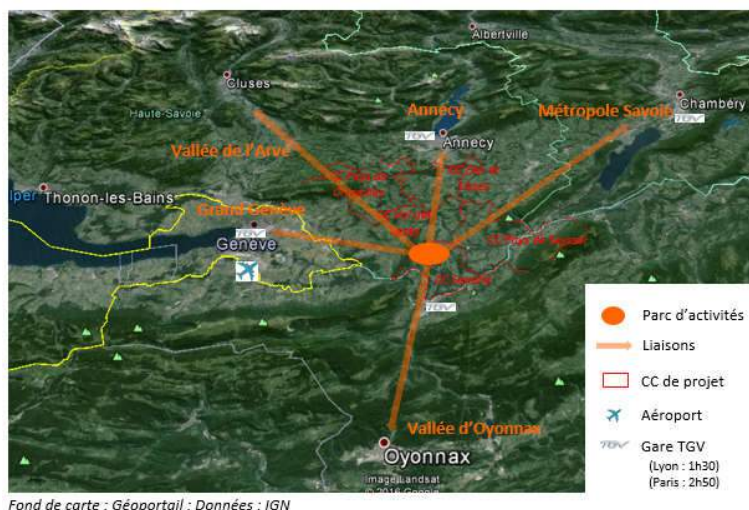 Albertville
Cluses
Haute-Savoie
Annecy
Métropole Savoie
Chambéry
TGV
TGV
Annecy
Vallée de l'Arve
Thonon-les-Bains
Grand Genève
TGV
Genève
TGV
Vallée d'Oyonnax
Oyonnax
Image Landsat
© 2016 Google
Parc d'activités
Liaisons
CC de projet
Aéroport
TGV
Gare TGV
(Lyon : 1h30)
(Paris : 2h50)
Fond de carte : Géoportail ; Données : IGN